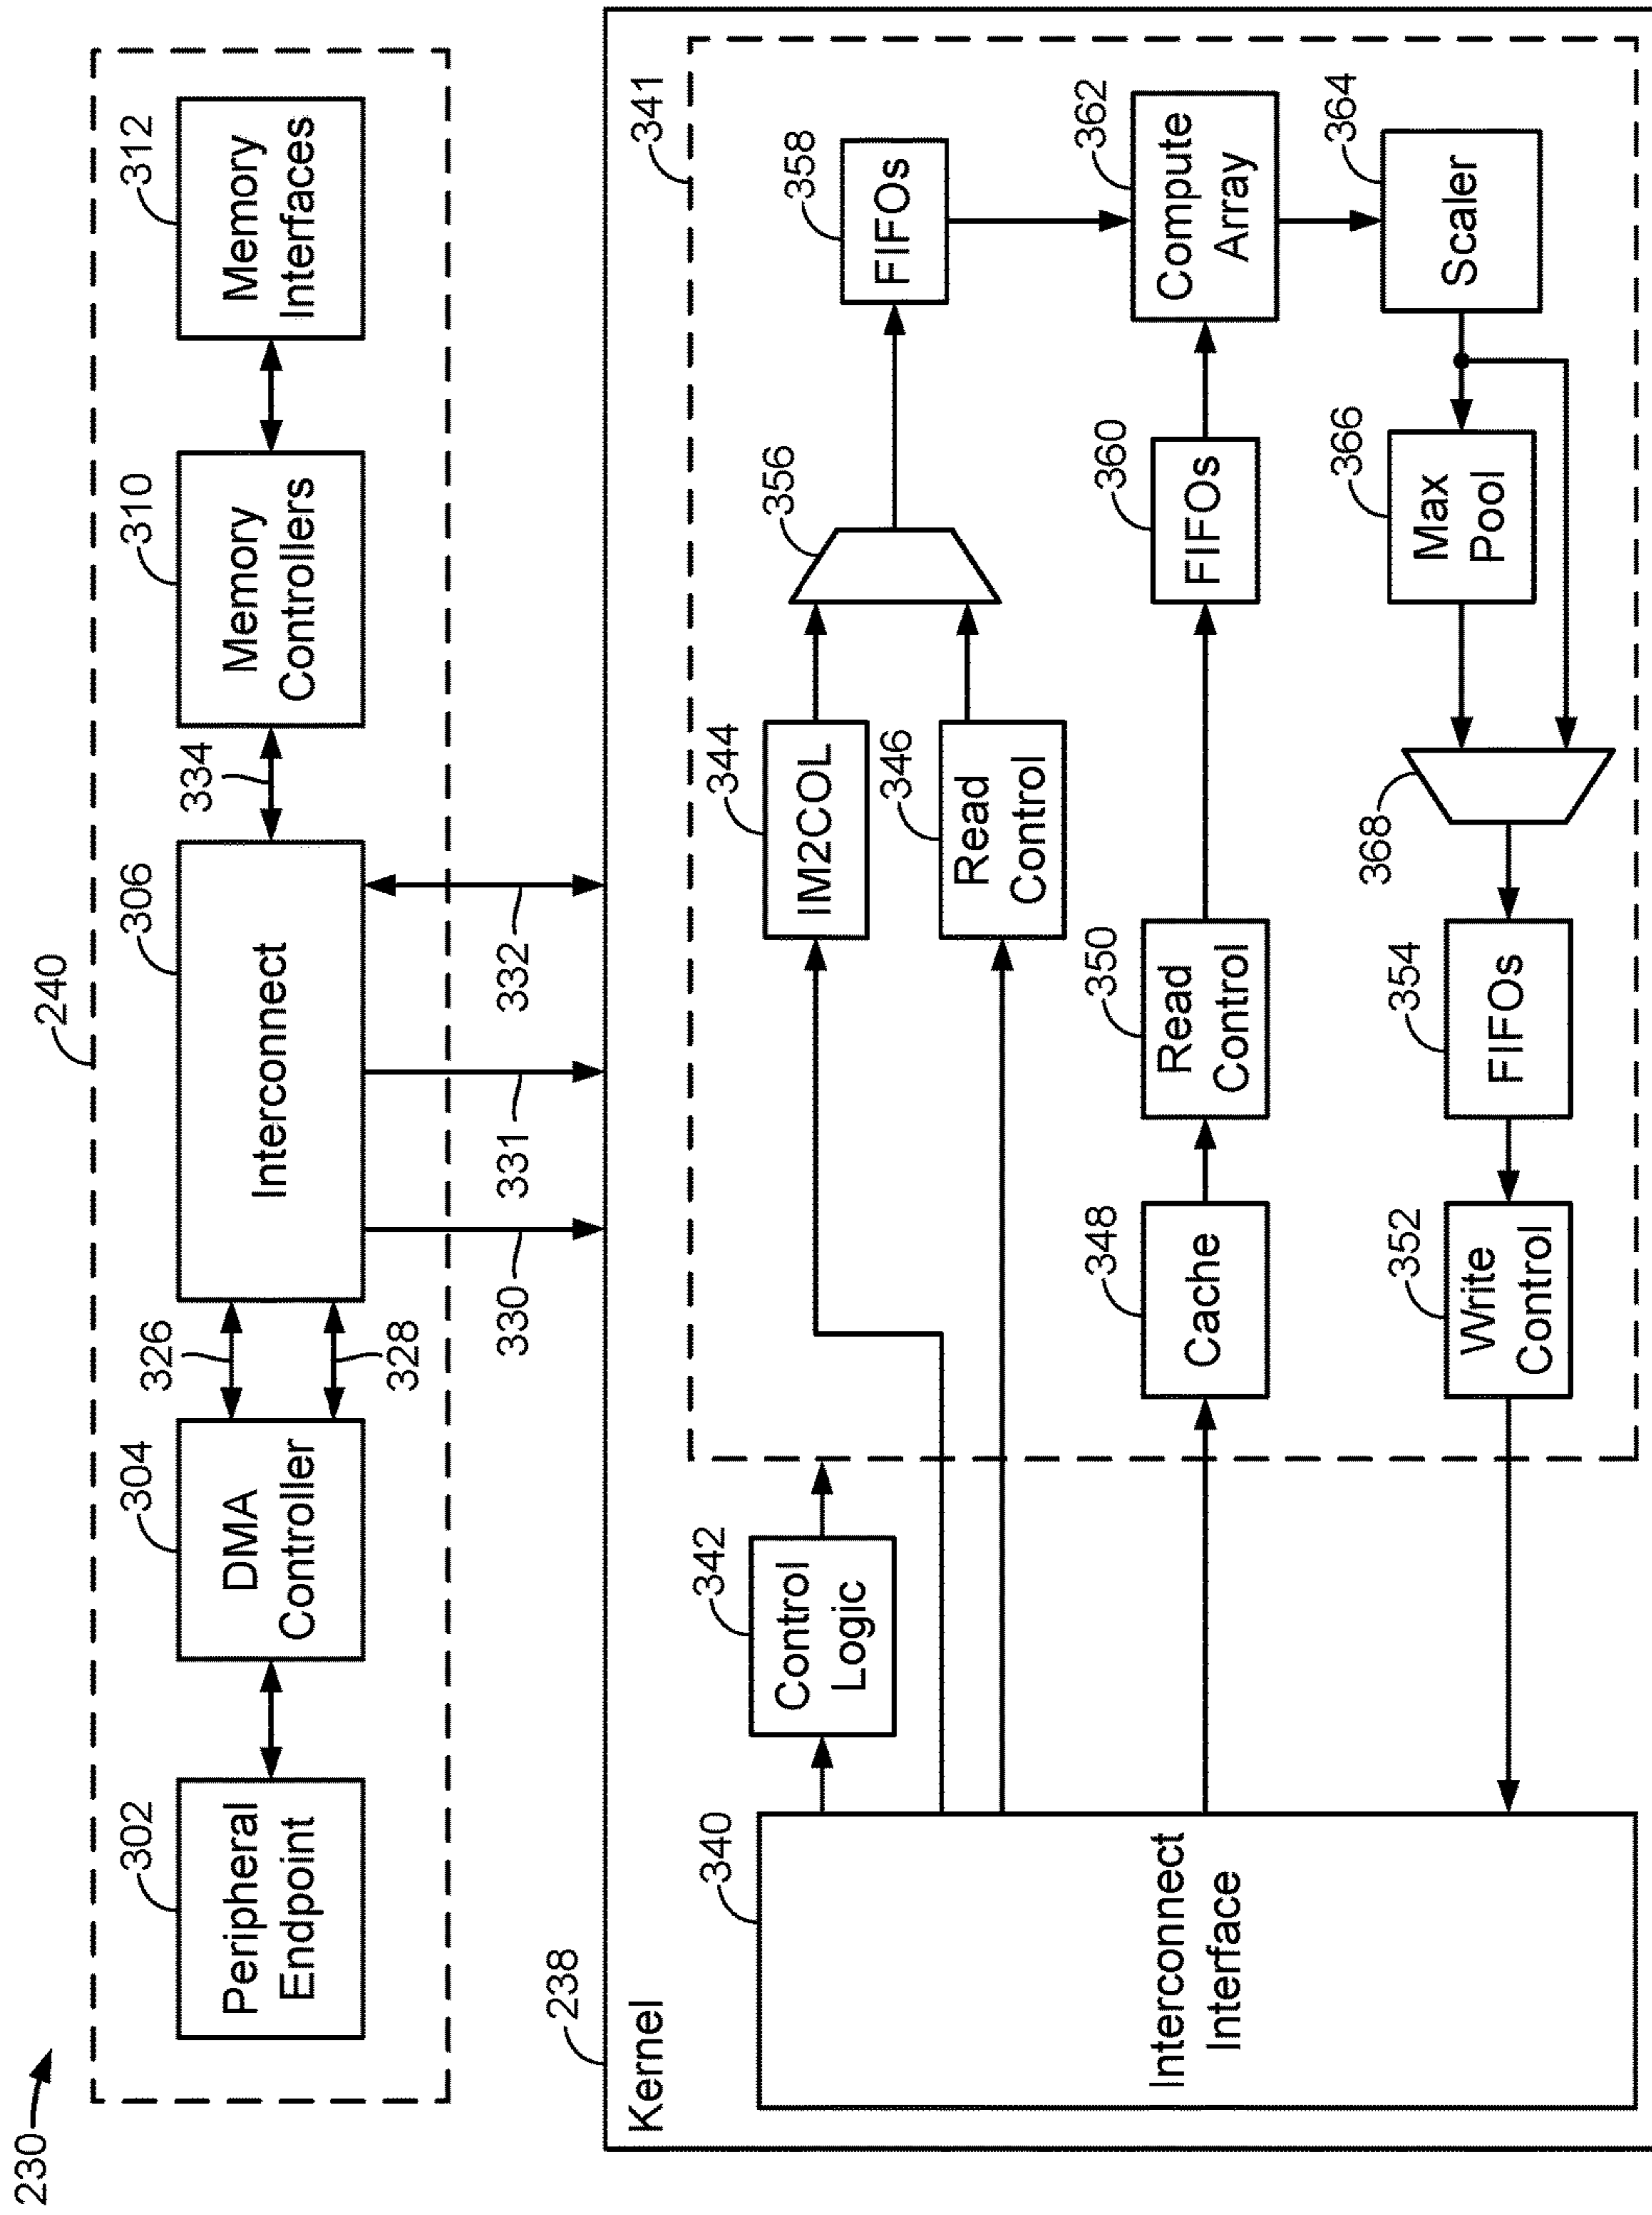 230
240
302
Peripheral
Endpoint
304
DMA
Controller
326
328
306
Interconnect
334
310
Memory
Controllers
312
Memory
Interfaces
330
331
332
238
Kernel
340
Interconnect
Interface
342
Control
Logic
341
344
IM2COL
346
Read
Control
356
358
FIFOs
348
Cache
350
Read
Control
360
FIFOs
362
Compute
Array
352
Write
Control
354
FIFOs
368
366
Max
Pool
364
Scaler